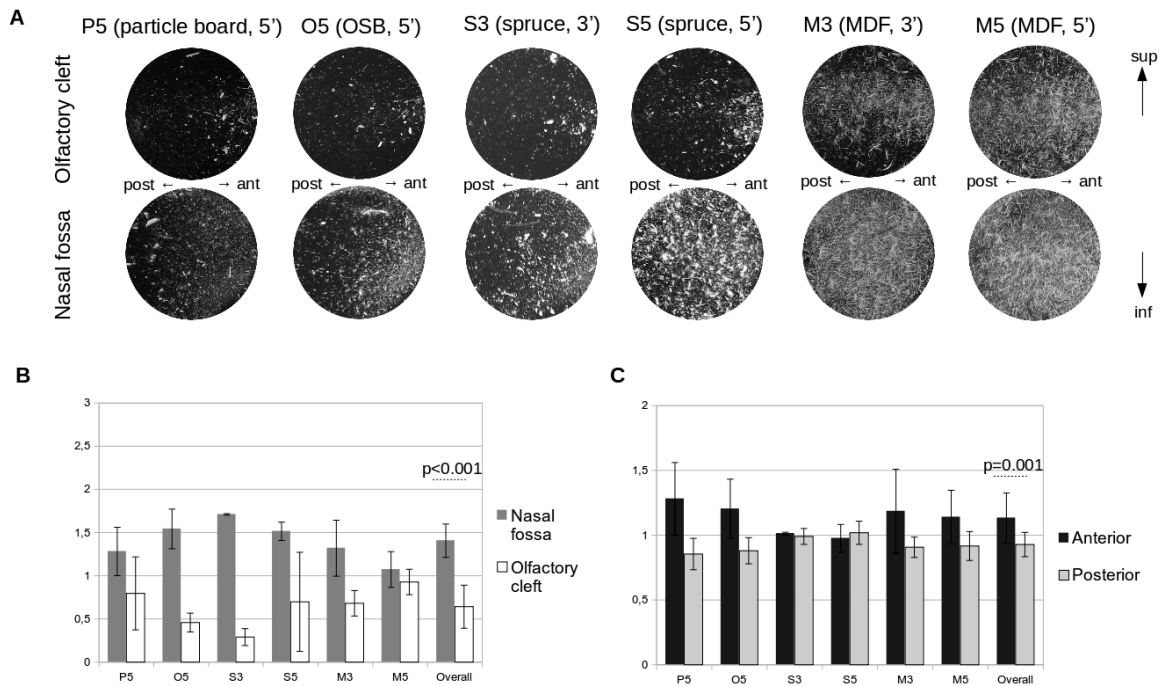 A
P5 (particle board, 5’)
O5 (OSB, 5’)
S3 (spruce, 3’)
S5 (spruce, 5’)
M3 (MDF, 3’)
M5 (MDF, 5’)
Olfactory cleft
sup
post ← → ant
post ← → ant
post ← → ant
post ← → ant
post ← → ant
post ← → ant
Nasal fossa
inf
B
3
2,5
2
1,5
1
0,5
0
p<0.001
Nasal
fossa
Olfactory
cleft
P5 O5 S3 S5 M3 M5 Overall
C
2
1,5
1
0,5
0
p=0.001
Anterior
Posterior
P5 O5 S3 S5 M3 M5 Overall